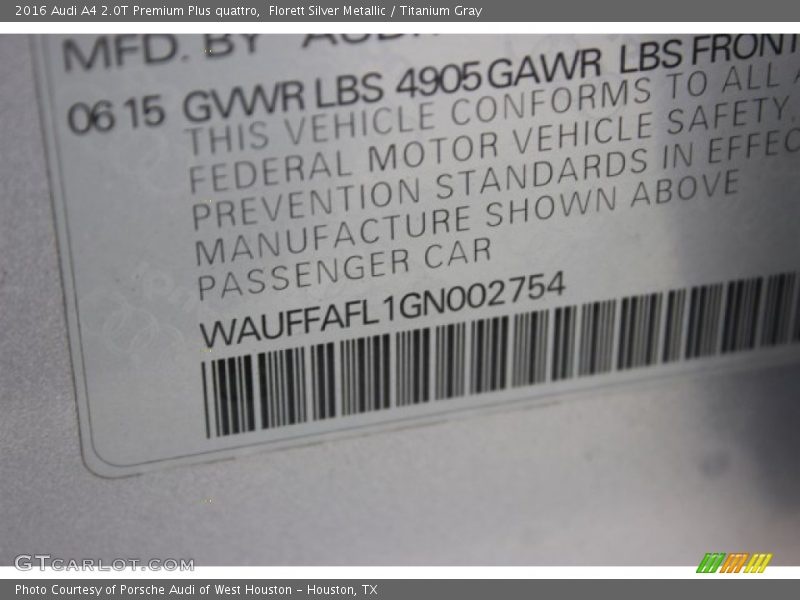 2016 Audi A4 2.0T Premium Plus quattro, Florett Silver Metallic / Titanium Gray
MFD. BY
06 15 GVWR LBS 4905 GAWR LBS FRONT
THIS VEHICLE CONFORMS TO ALL
FEDERAL MOTOR VEHICLE SAFETY,
PREVENTION STANDARDS IN EFFEC
MANUFACTURE SHOWN ABOVE
PASSENGER CAR
WAUFFAFL1GN002754
GTCARLOT.COM
Photo Courtesy of Porsche Audi of West Houston - Houston, TX